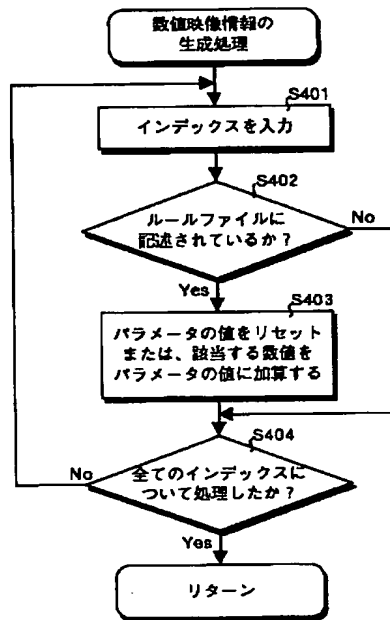 数値映像情報の
生成処理
S401
インデックスを入力
S402
ルールファイルに
記述されているか？
No
Yes
S403
パラメータの値をリセット
または、該当する数値を
パラメータの値に加算する
S404
全てのインデックスに
ついて処理したか？
No
Yes
リターン